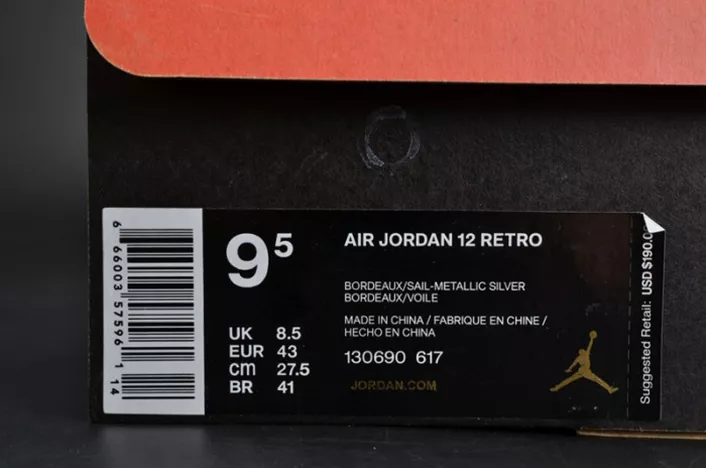 6 66003 57596 1 14
9 5
UK 8.5
EUR 43
cm 27.5
BR 41
AIR JORDAN 12 RETRO
BORDEAUX/SAIL-METALLIC SILVER
BORDEAUX/VOILE
MADE IN CHINA / FABRIQUE EN CHINE /
HECHO EN CHINA
130690 617
JORDAN.COM
Suggested Retail: USD $190.0